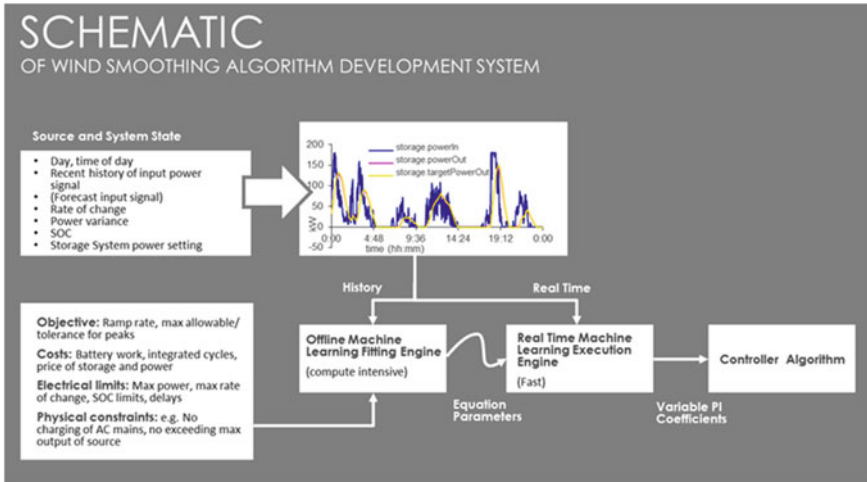 SCHEMATIC
OF WIND SMOOTHING ALGORITHM DEVELOPMENT SYSTEM
Source and System State
• Day, time of day
• Recent history of input power
signal
• (Forecast input signal)
• Rate of change
• Power variance
• SOC
• Storage System power setting
200
150
100
50
0
-50
kW
storage.powerIn
storage.powerOut
storage.targetPowerOut
0:00 4:48 9:36 14:24 19:12 0:00
time (hh:mm)
History
Real Time
Objective: Ramp rate, max allowable/
tolerance for peaks
Costs: Battery work, integrated cycles,
price of storage and power
Electrical limits: Max power, max rate
of change, SOC limits, delays
Physical constraints: e.g. No
charging of AC mains, no exceeding max
output of source
Offline Machine
Learning Fitting Engine
(compute intensive)
Equation
Parameters
Real Time Machine
Learning Execution
Engine
(Fast)
Variable PI
Coefficients
Controller Algorithm